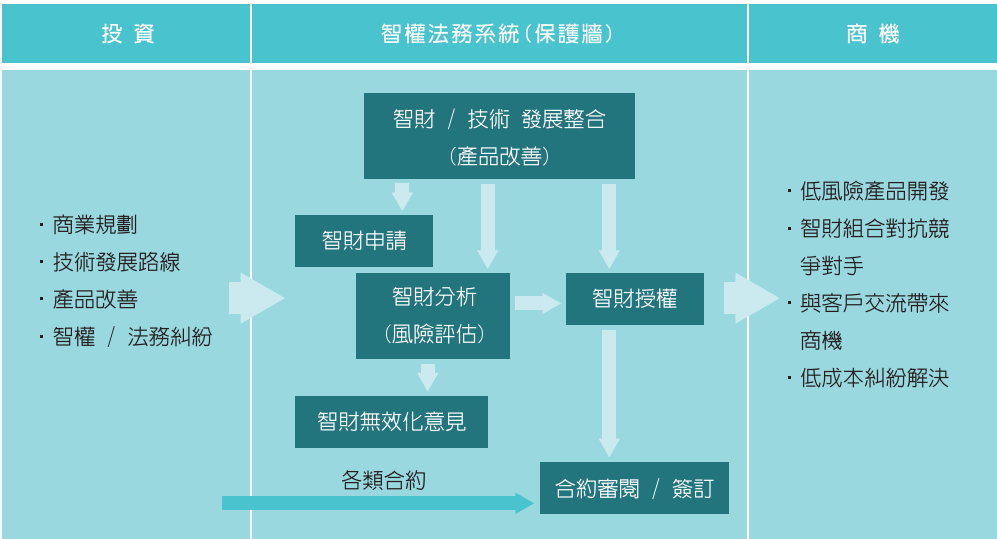 投 資
智權法務系統(保護牆)
商 機
・商業規劃
・技術發展路線
・產品改善
・智權 / 法務糾紛
智財 / 技術 發展整合
(產品改善)
智財申請
智財分析
(風險評估)
智財授權
智財無效化意見
各類合約
合約審閱 / 簽訂
・低風險產品開發
・智財組合對抗競
爭對手
・與客戶交流帶來
商機
・低成本糾紛解決